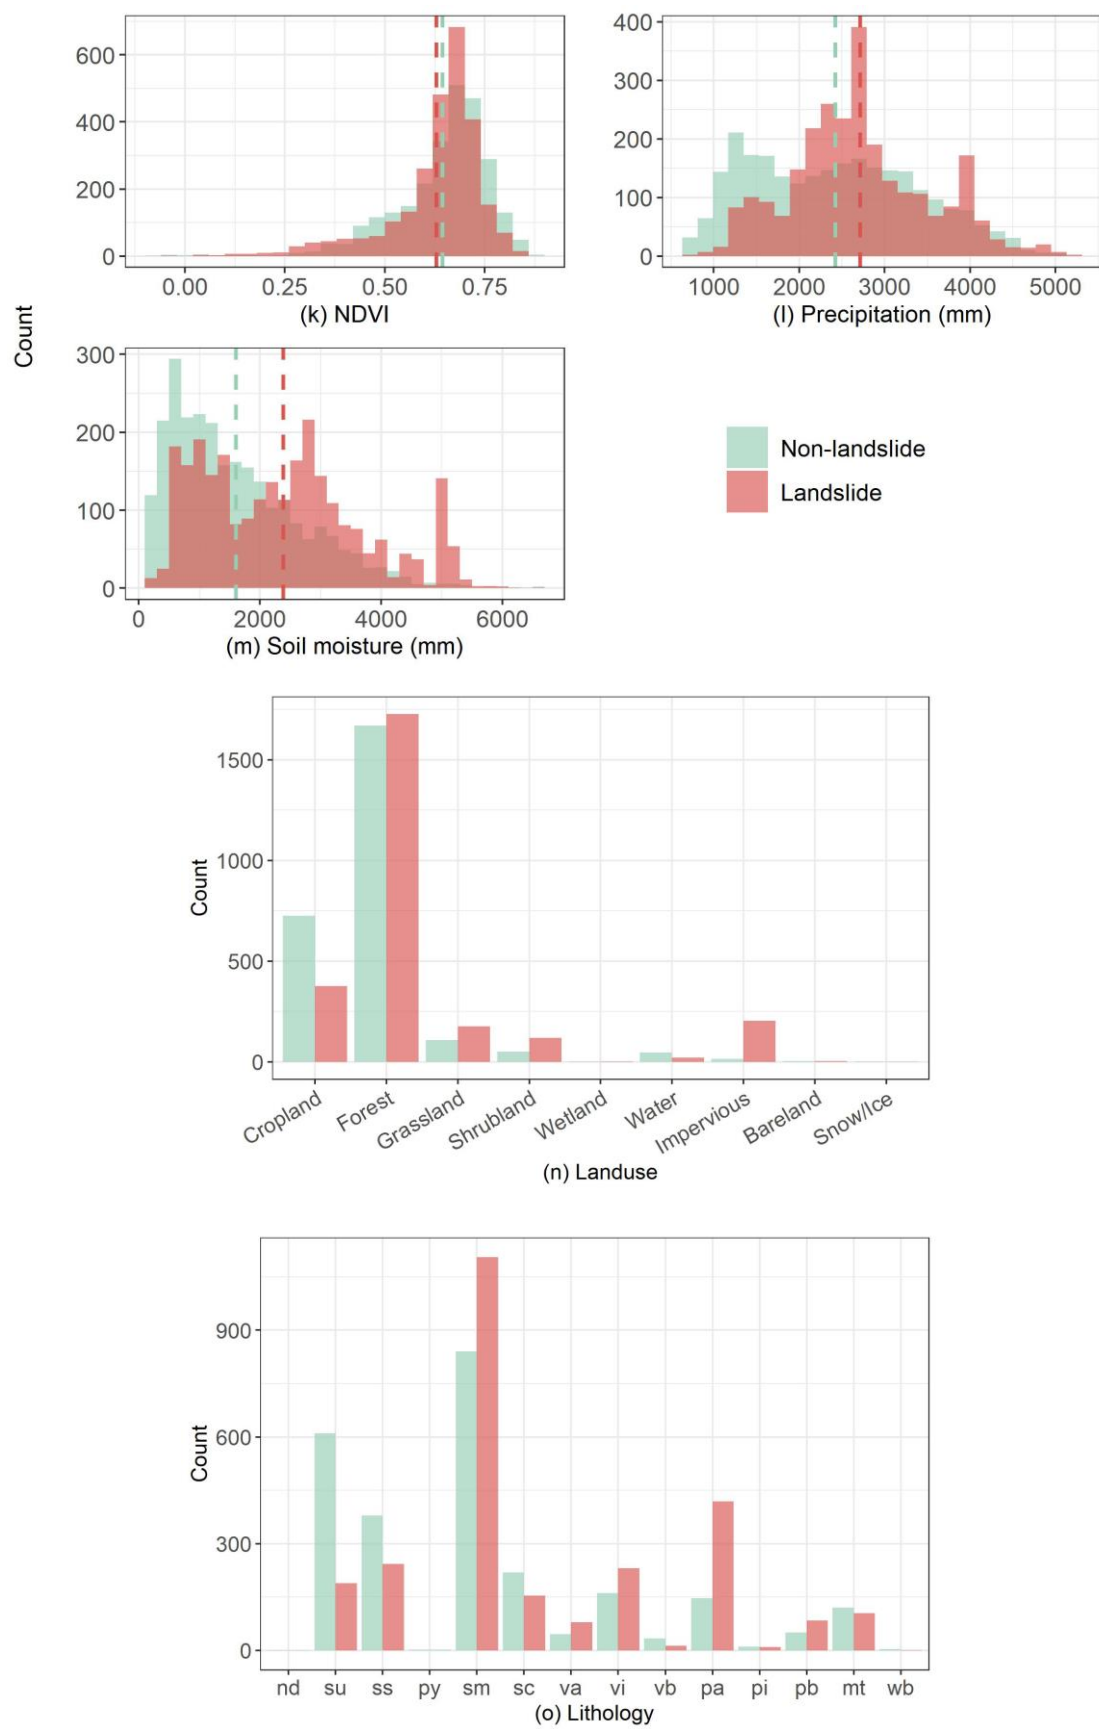 600
400
200
0
0.00 0.25 0.50 0.75
(k) NDVI
400
300
200
100
0
1000 2000 3000 4000 5000
(l) Precipitation (mm)
Count
300
200
100
0
0 2000 4000 6000
(m) Soil moisture (mm)
Non-landslide
Landslide
1500
1000
500
0
Count
Cropland Forest Grassland Shrubland Wetland Water Impervious Bareland Snow/Ice
(n) Landuse
900
600
300
0
Count
nd su ss py sm sc va vi vb pa pi pb mt wb
(o) Lithology